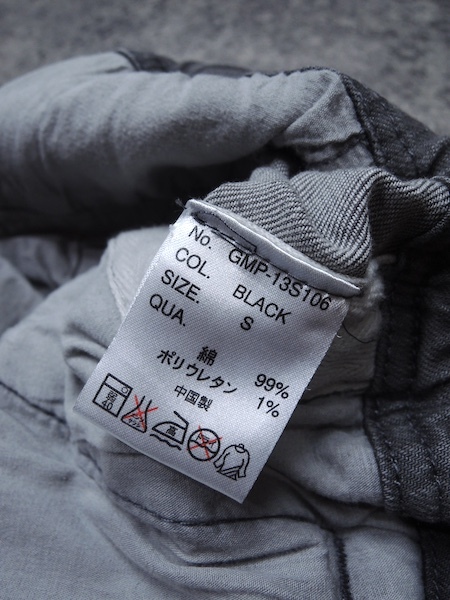 No. GMP-13S106
COL. BLACK
SIZE. S
QUA.
綿 99%
ポリウレタン 1%
中国製
40